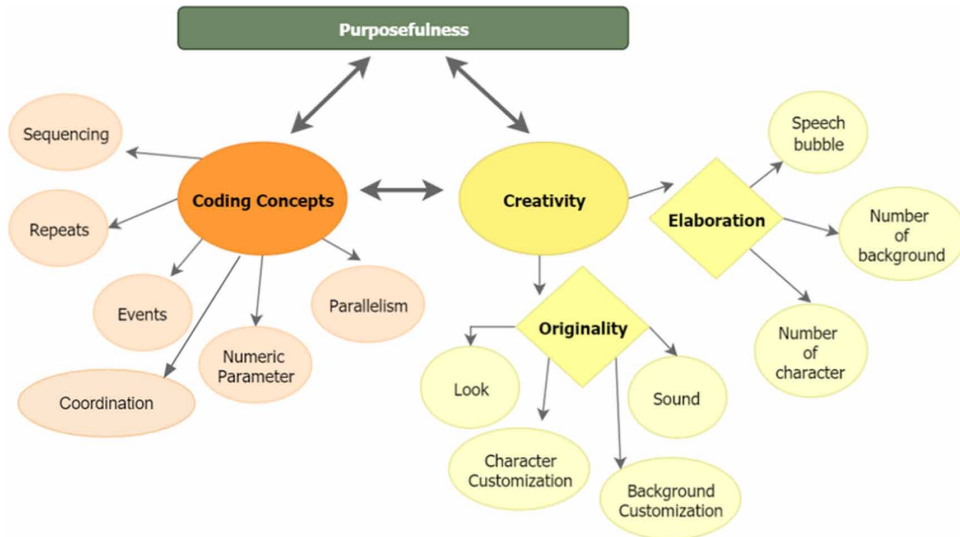 Purposefulness
Sequencing
Coding Concepts
Repeats
Events
Coordination
Numeric
Parameter
Parallelism
Creativity
Elaboration
Speech
bubble
Number
of
background
Number
of
character
Originality
Look
Character
Customization
Background
Customization
Sound